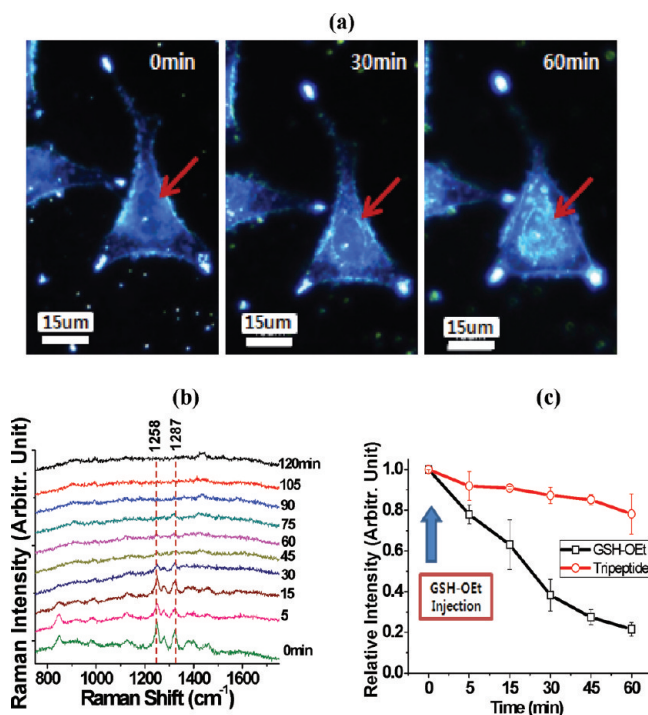 (a)
0min
30min
60min
15um
15um
15um
(b)
1258
1287
120min
105
90
75
60
45
30
15
5
0min
Raman Intensity (Arbitr. Unit)
800 1000 1200 1400 1600
Raman Shift (cm⁻¹)
(c)
Relative Intensity (Arbitr. Unit)
1.0
0.8
0.6
0.4
0.2
0.0
GSH-OEt
Tripeptide
GSH-OEt
Injection
0 5 15 30 45 60
Time (min)